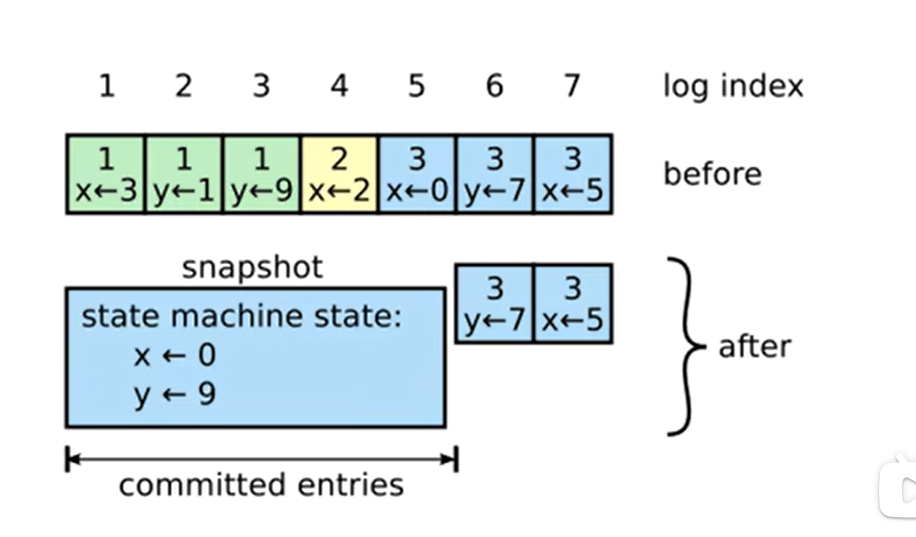 1 2 3 4 5 6 7 log index
1 1 1 2 3 3 3
x←3 y←1 y←9 x←2 x←0 y←7 x←5
before
snapshot
3 3
y←7 x←5
state machine state:
x ← 0
y ← 9
after
committed entries